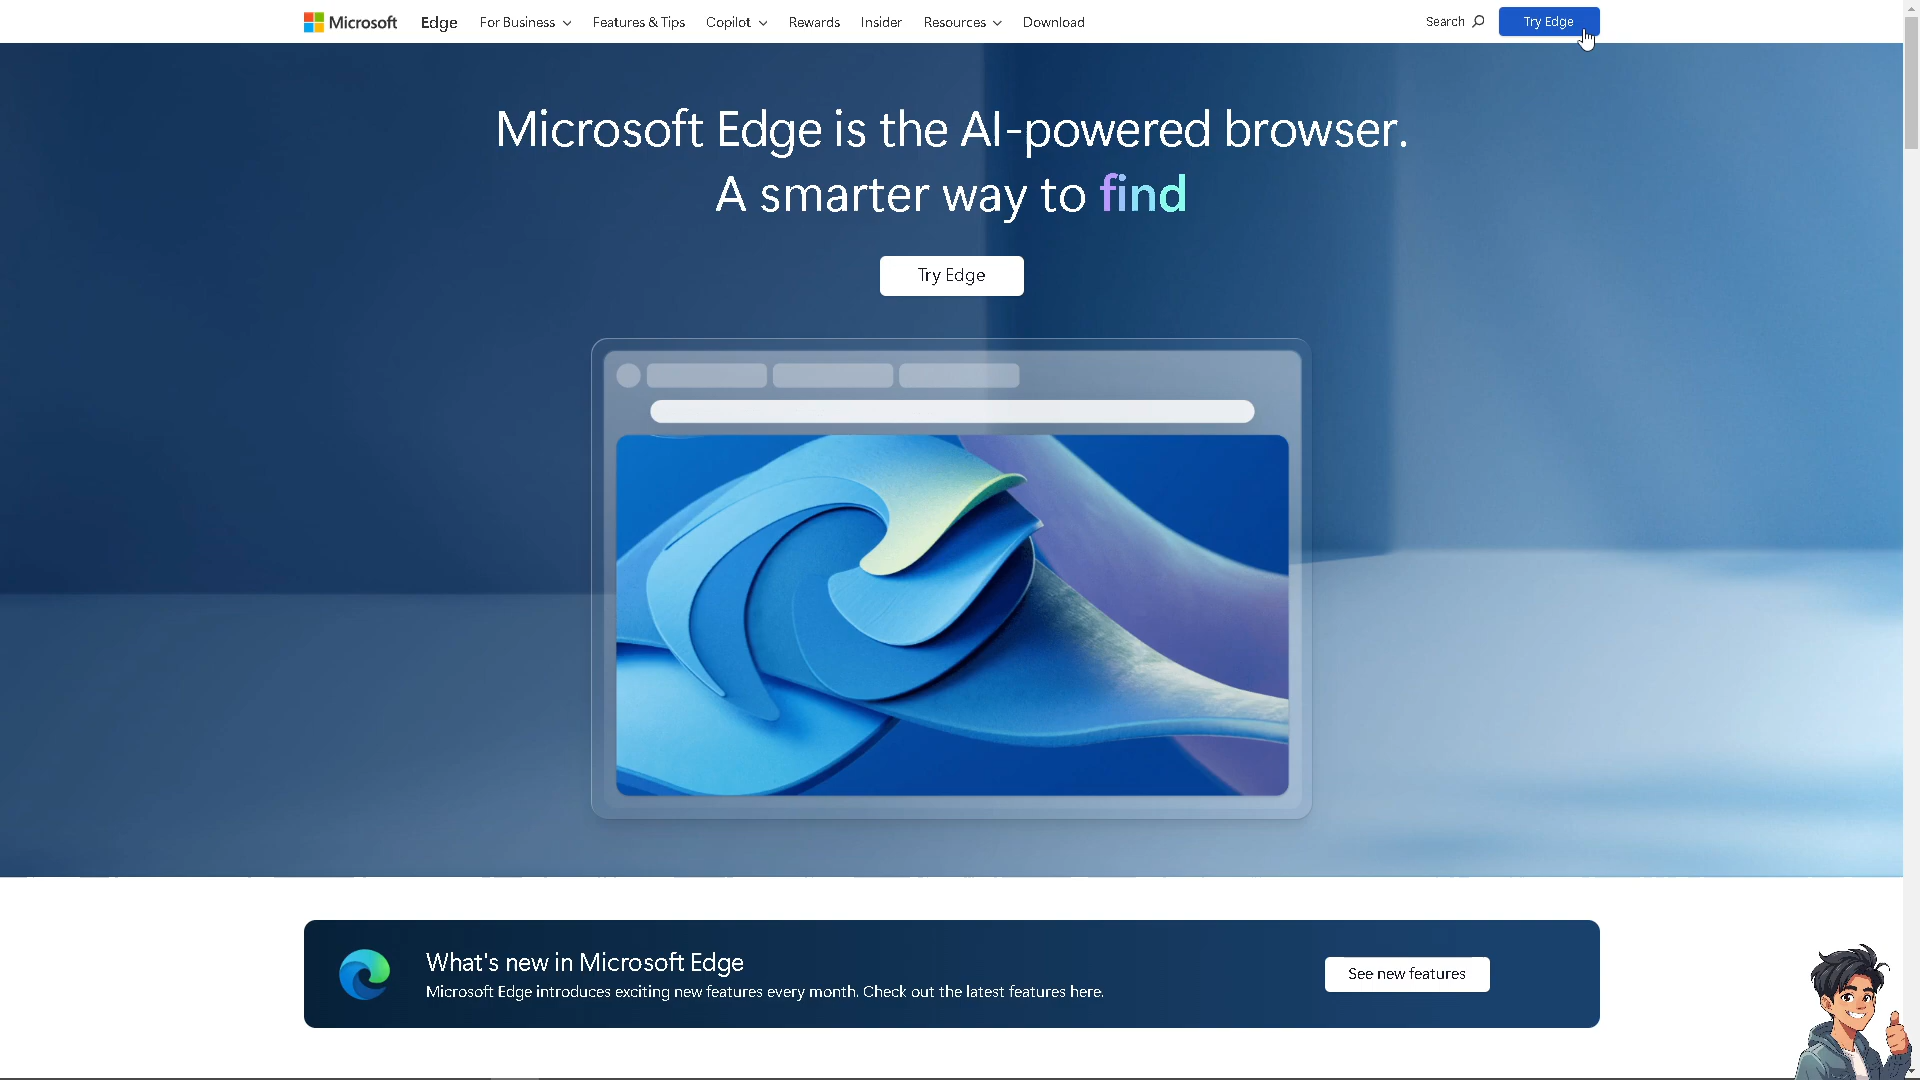 Microsoft Edge For Business Features & Tips Copilot Rewards Insider Resources Download Search Try Edge
Microsoft Edge is the AI-powered browser.
A smarter way to find
Try Edge
What's new in Microsoft Edge
Microsoft Edge introduces exciting new features every month. Check out the latest features here.
See new features